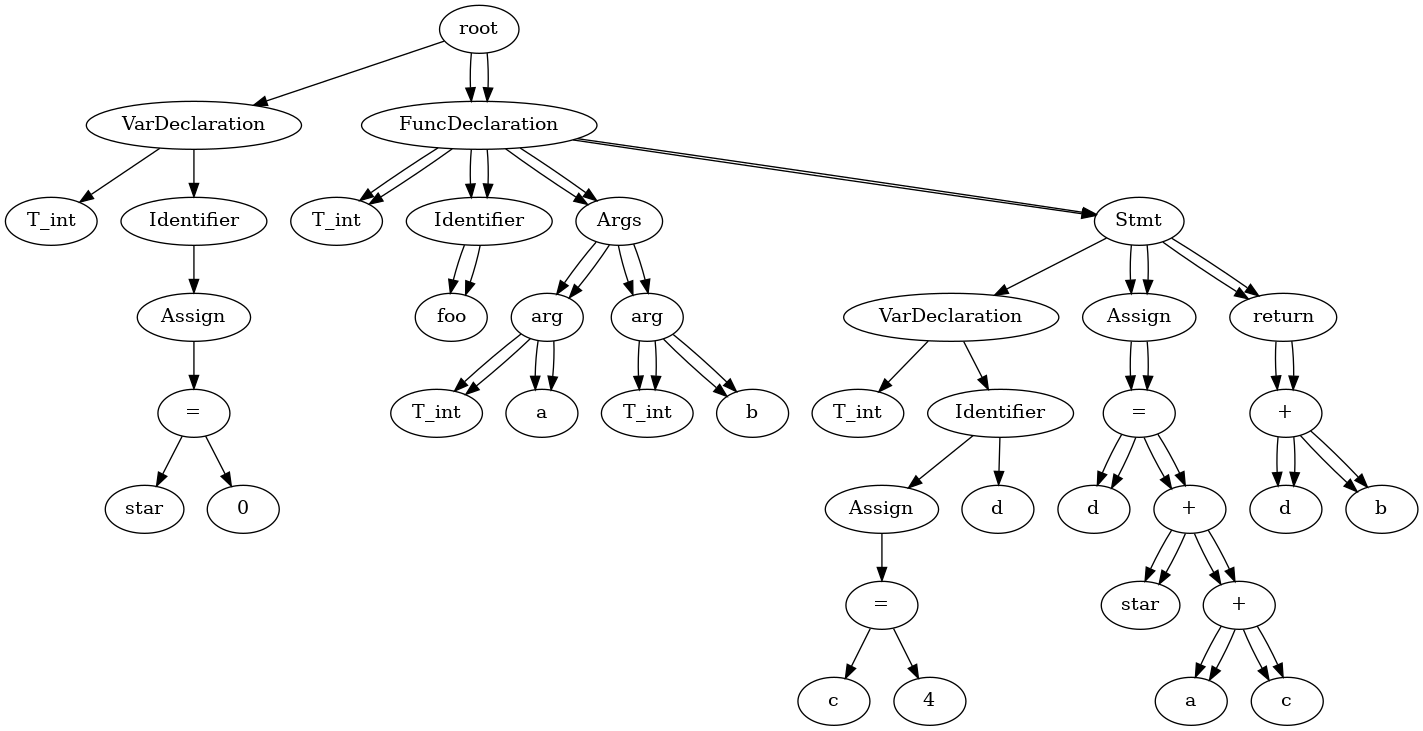 root
VarDeclaration FuncDeclaration
T_int Identifier T_int Identifier Args Stmt
Assign foo arg arg VarDeclaration Assign return
= T_int a T_int b T_int Identifier = +
star 0 Assign d d + d b
= star +
c 4 a c